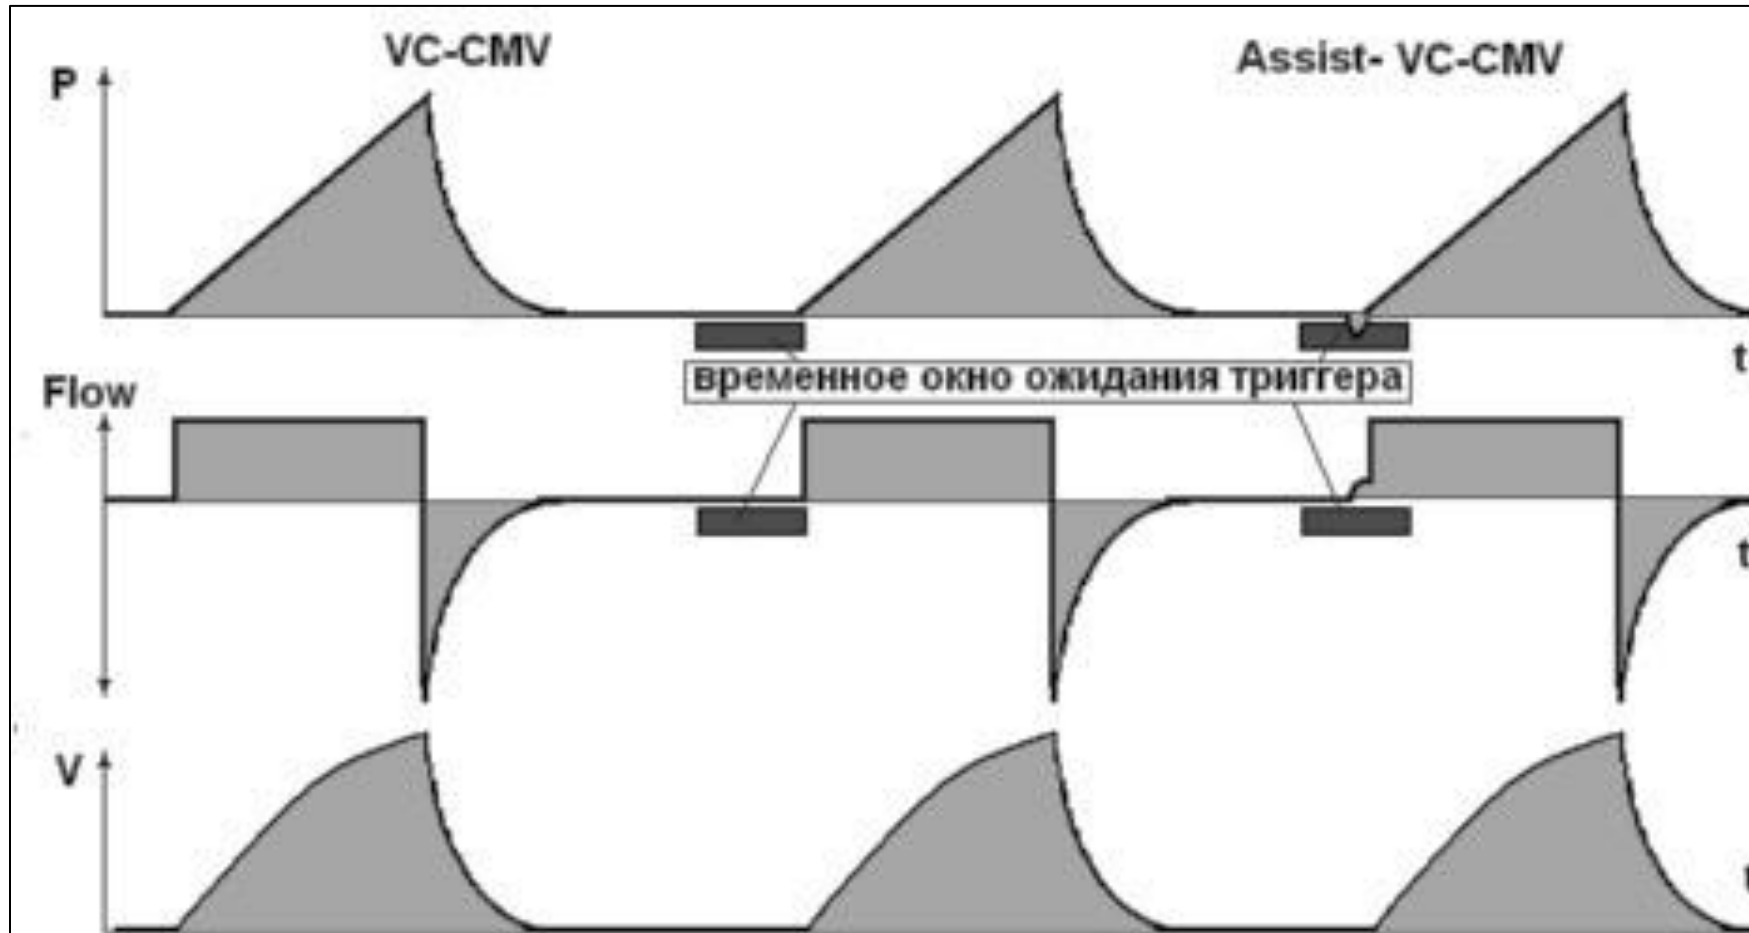 VC-CMV
Assist- VC-CMV
P
t
временное окно ожидания триггера
Flow
t
V
t